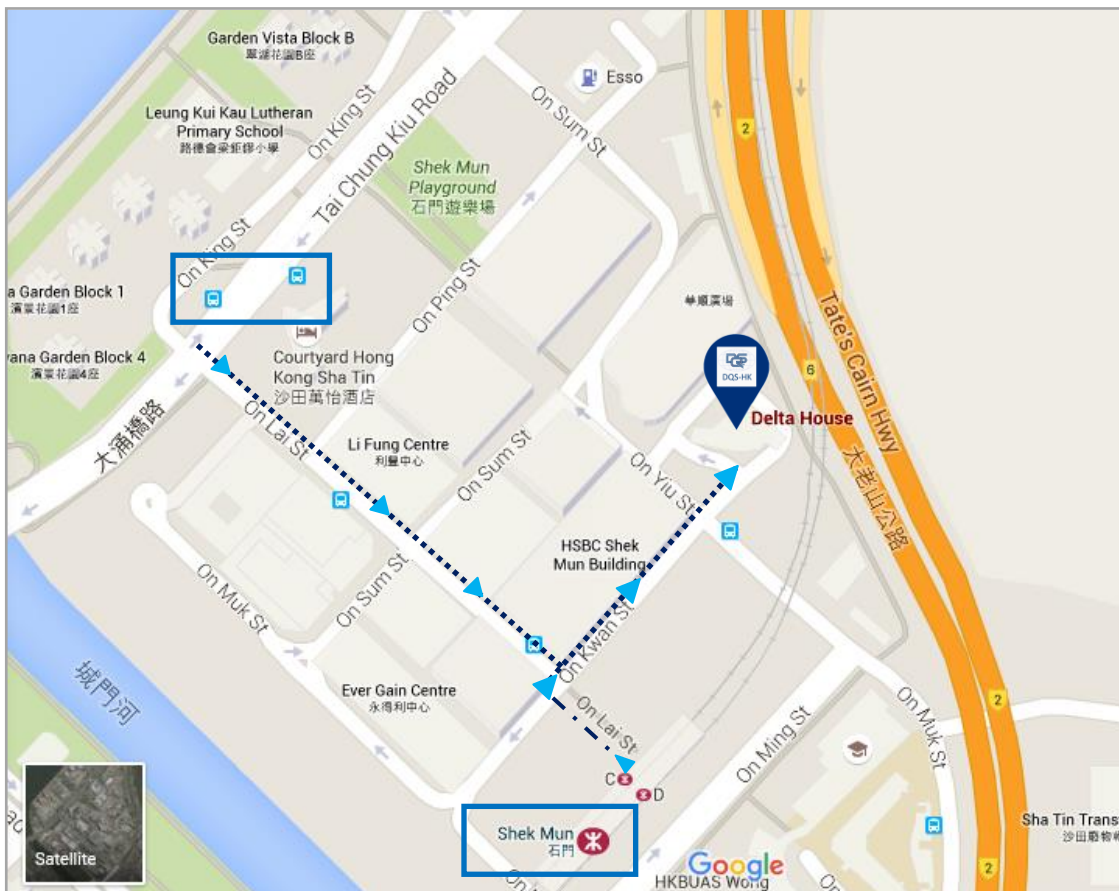 Garden Vista Block B
翠湖花園B座
Esso
Leung Kui Kau Lutheran
Primary School
路德會梁鉅鏐小學
On King St
Tai Chung Kiu Road
On Sum St
2
Shek Mun
Playground
石門遊樂場
On King St
a Garden Block 1
濱景花園1座
On Ping St
華順廣場
Tate's Cairn Hwy
vana Garden Block 4
濱景花園4座
Courtyard Hong
Kong Sha Tin
沙田萬怡酒店
DQS-HK
6
Delta House
大涌橋路
On Lai St
Li Fung Centre
利豐中心
On Sum St
On Yiu St
大老山公路
HSBC Shek
Mun Building
On Muk St
On Sum St
On Kwan St
城門河
Ever Gain Centre
永得利中心
On Lai St
On Ming St
On Muk St
2
C
D
Satellite
Shek Mun
石門
2
Sha Tin Trans
Google
HKBUAS Wong
On
On